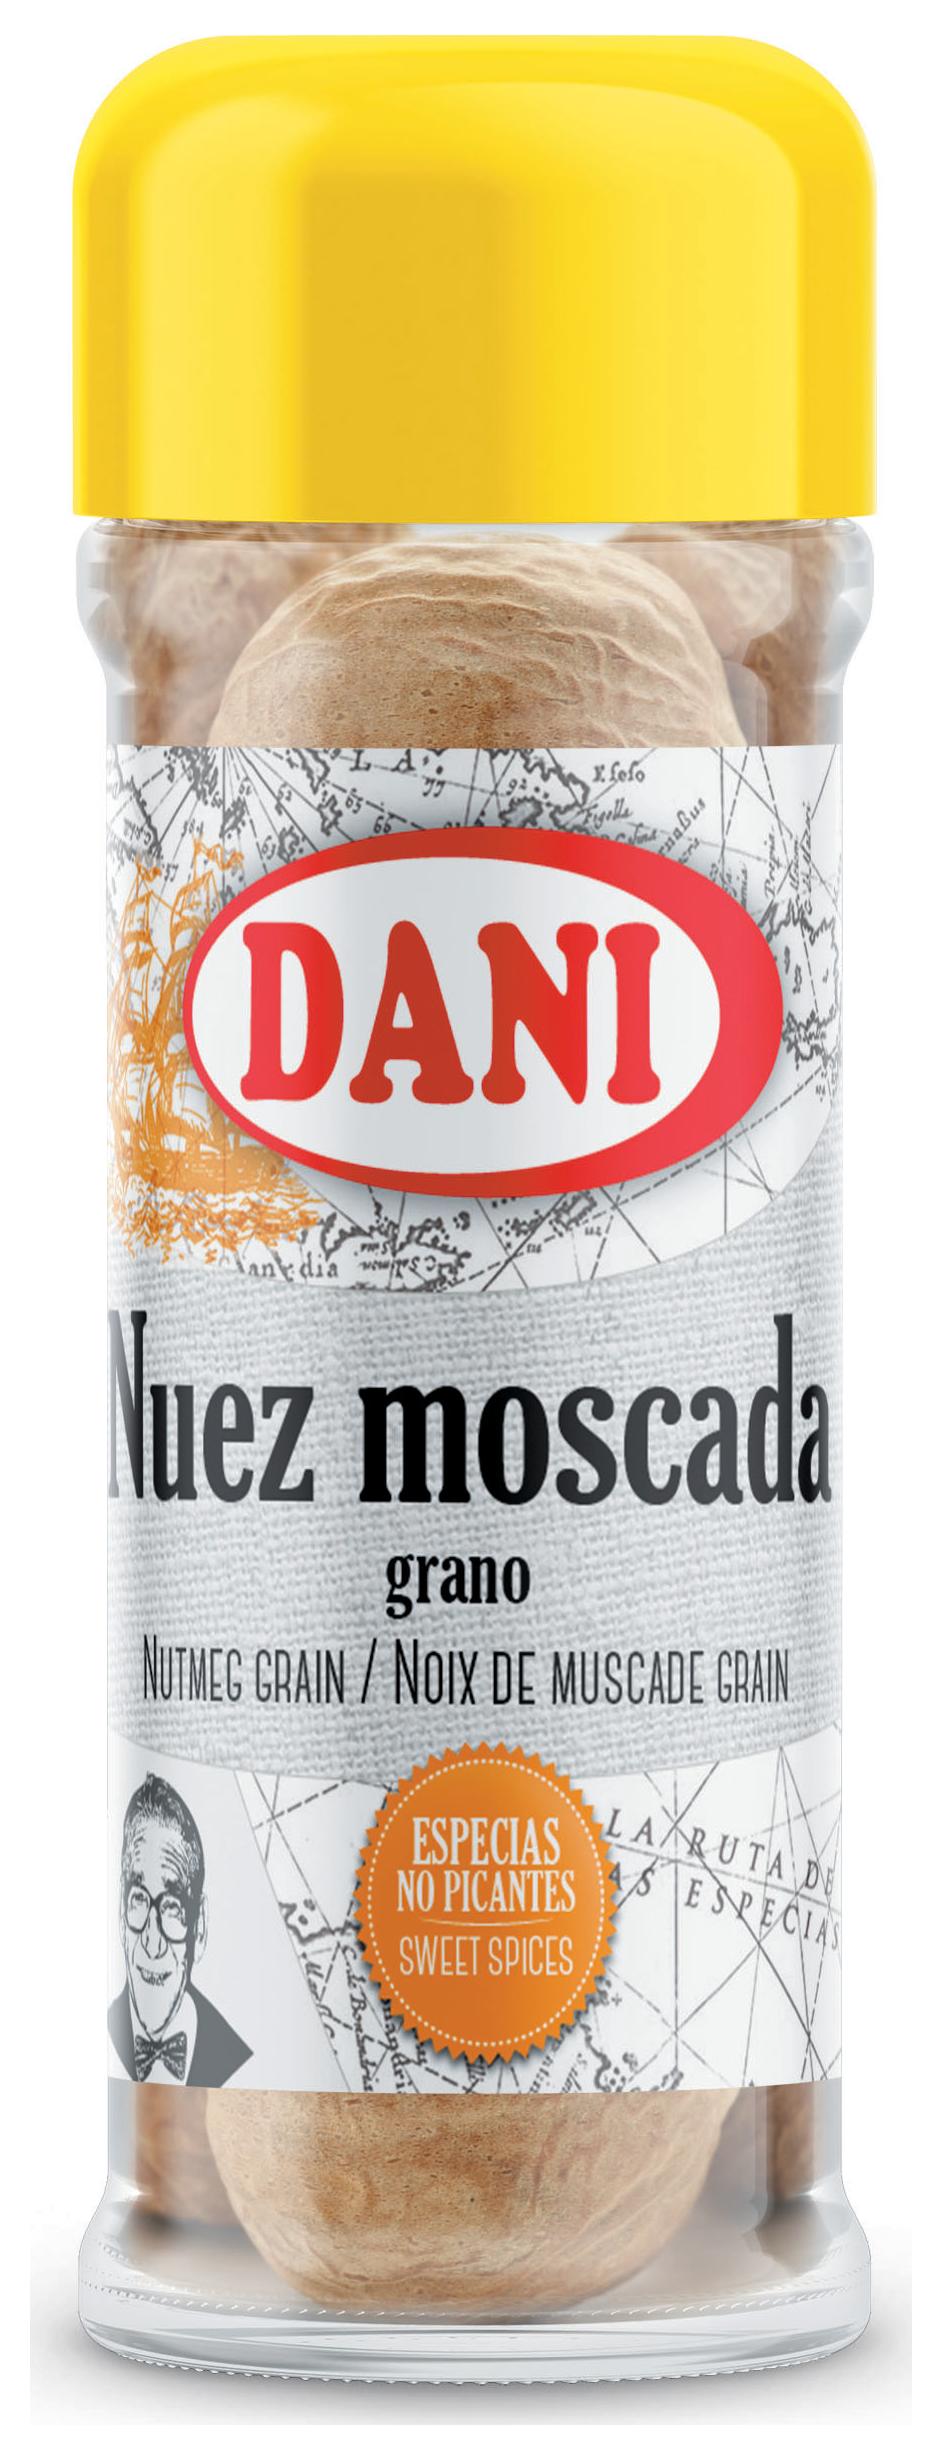 DANI
Nuez moscada
grano
NUTMEG GRAIN / NOIX DE MUSCADE GRAIN
ESPECIAS
NO PICANTES
SWEET SPICES
LA RUTA DE
AS ESPECIAS